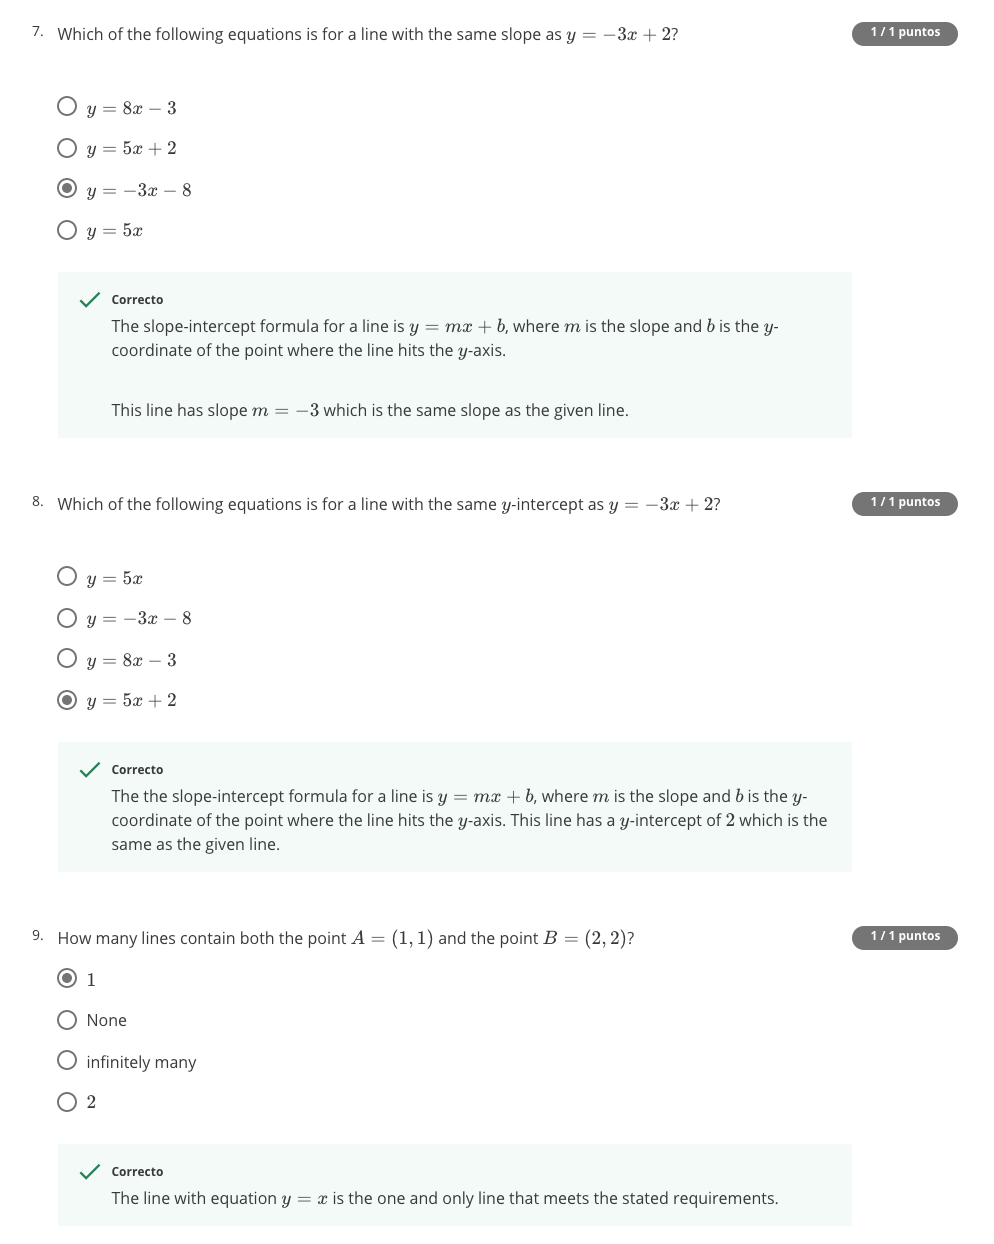 7. Which of the following equations is for a line with the same slope as y = −3x + 2? 1 / 1 puntos
y = 8x − 3
y = 5x + 2
y = −3x − 8
y = 5x
Correcto
The slope-intercept formula for a line is y = mx + b, where m is the slope and b is the y-
coordinate of the point where the line hits the y-axis.
This line has slope m = −3 which is the same slope as the given line.
8. Which of the following equations is for a line with the same y-intercept as y = −3x + 2? 1 / 1 puntos
y = 5x
y = −3x − 8
y = 8x − 3
y = 5x + 2
Correcto
The the slope-intercept formula for a line is y = mx + b, where m is the slope and b is the y-
coordinate of the point where the line hits the y-axis. This line has a y-intercept of 2 which is the
same as the given line.
9. How many lines contain both the point A = (1, 1) and the point B = (2, 2)? 1 / 1 puntos
1
None
infinitely many
2
Correcto
The line with equation y = x is the one and only line that meets the stated requirements.